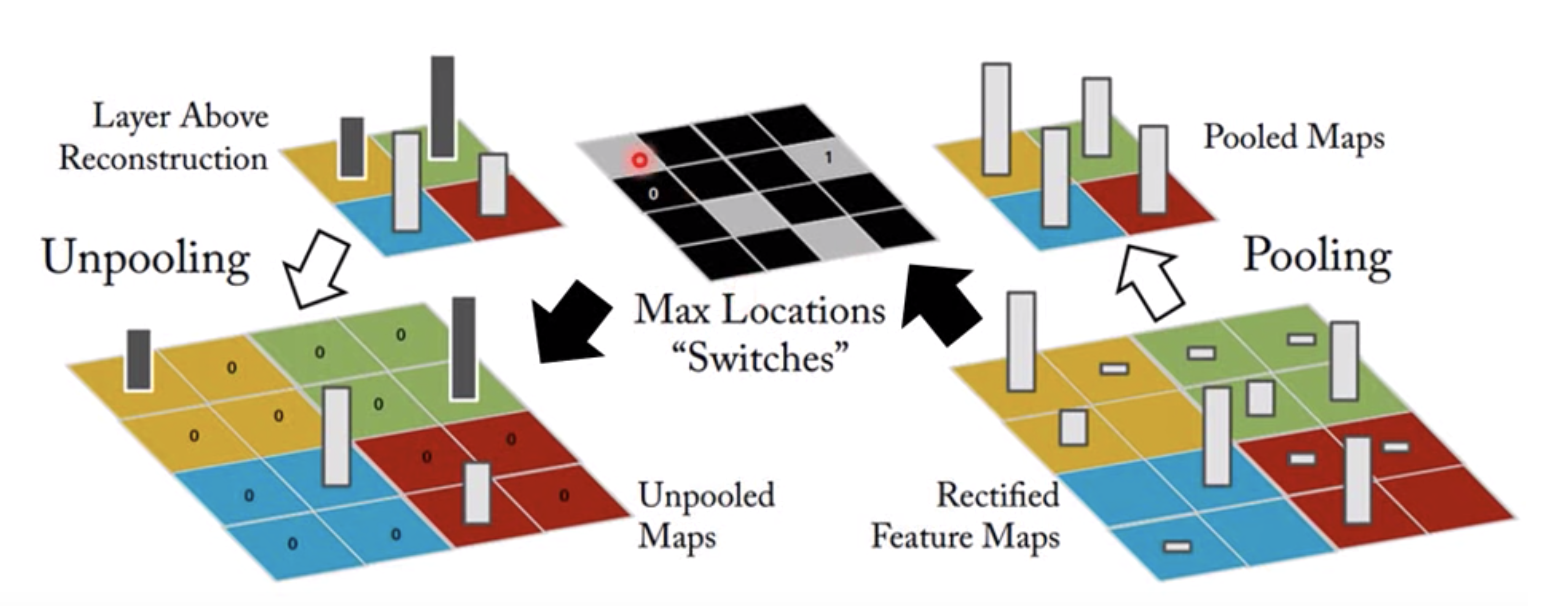 Layer Above
Reconstruction
Pooled Maps
1
0
Unpooling
Pooling
Max Locations
“Switches”
0
0
0
0
0
0
0
0
0
0
0
0
Unpooled
Maps
Rectified
Feature Maps